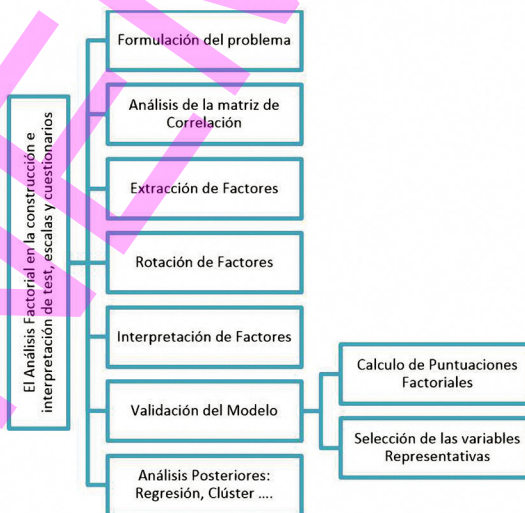 El Análisis Factorial en la construcción e
interpretación de test, escalas y cuestionarios
Formulación del problema
Análisis de la matriz de
Correlación
Extracción de Factores
Rotación de Factores
Interpretación de Factores
Validación del Modelo
Calculo de Puntuaciones
Factoriales
Selección de las variables
Representativas
Análisis Posteriores:
Regresión, Clúster ....